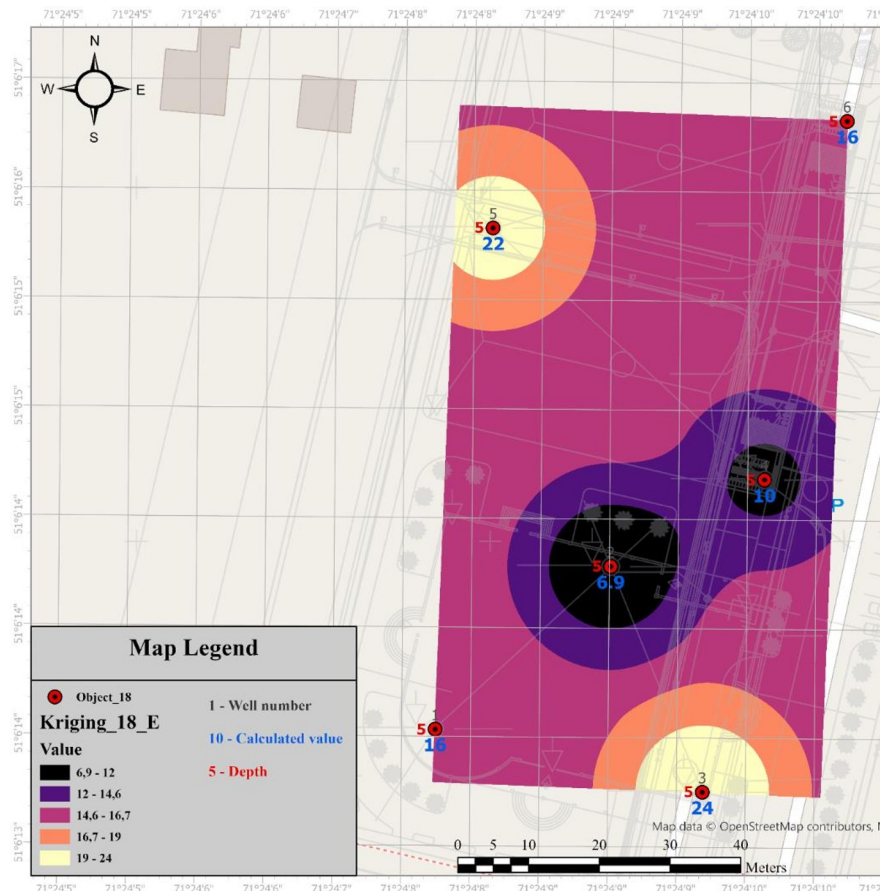 71°24'5" 71°24'5" 71°24'6" 71°24'6" 71°24'7" 71°24'8" 71°24'8" 71°24'9" 71°24'9" 71°24'9" 71°24'10" 71°24'10"
N
W E
S
51°6'17"
6
5
16
51°6'16"
5
5
22
51°6'15"
51°6'15"
5
10
51°6'14"
P
5
6.9
51°6'14"
Map Legend
Object_18
Kriging_18_E
Value
6,9 - 12
12 - 14,6
14,6 - 16,7
16,7 - 19
19 - 24
1 - Well number
10 - Calculated value
5 - Depth
51°6'14"
1
5
16
3
5
24
51°6'13"
Map data © OpenStreetMap contributors, M
0 5 10 20 30 40
Meters
71°24'5" 71°24'5" 71°24'6" 71°24'6" 71°24'7" 71°24'8" 71°24'8" 71°24'9" 71°24'9" 71°24'9" 71°24'10" 71°24'10"